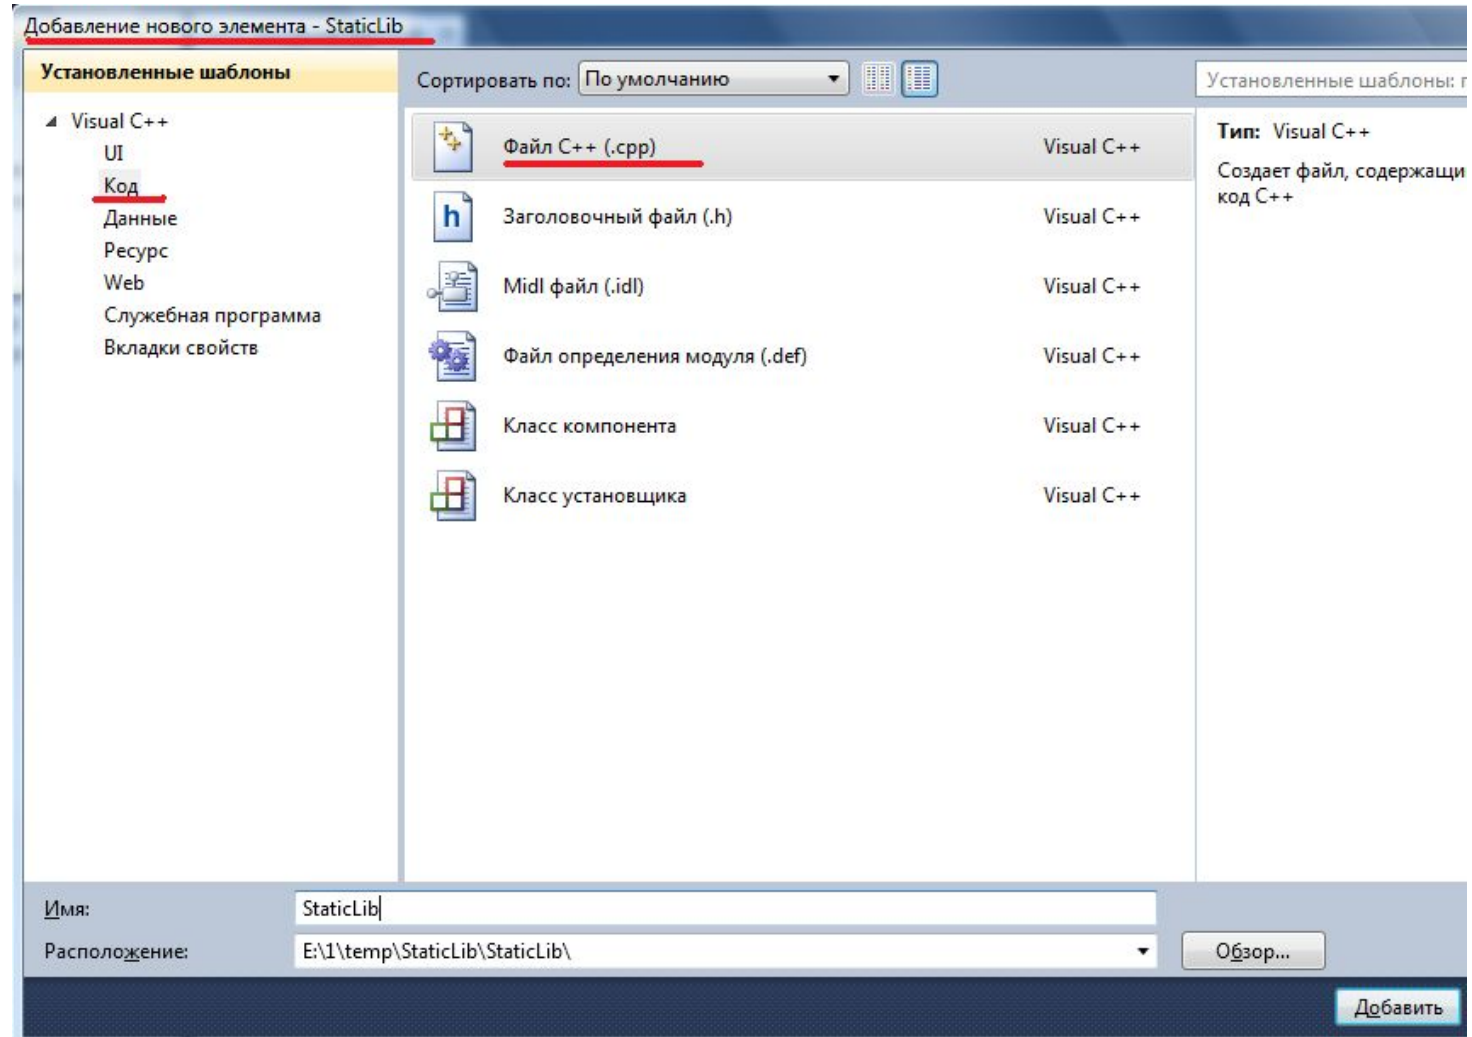 Добавление нового элемента - StaticLib
Установленные шаблоны
Visual C++
UI
Код
Данные
Ресурс
Web
Служебная программа
Вкладки свойств
Сортировать по: По умолчанию
Файл C++ (.cpp) Visual C++
Заголовочный файл (.h) Visual C++
Midl файл (.idl) Visual C++
Файл определения модуля (.def) Visual C++
Класс компонента Visual C++
Класс установщика Visual C++
Установленные шаблоны:
Тип: Visual C++
Создает файл, содержащи
код C++
Имя: StaticLib
Расположение: E:\1\temp\StaticLib\StaticLib\
Обзор...
Добавить